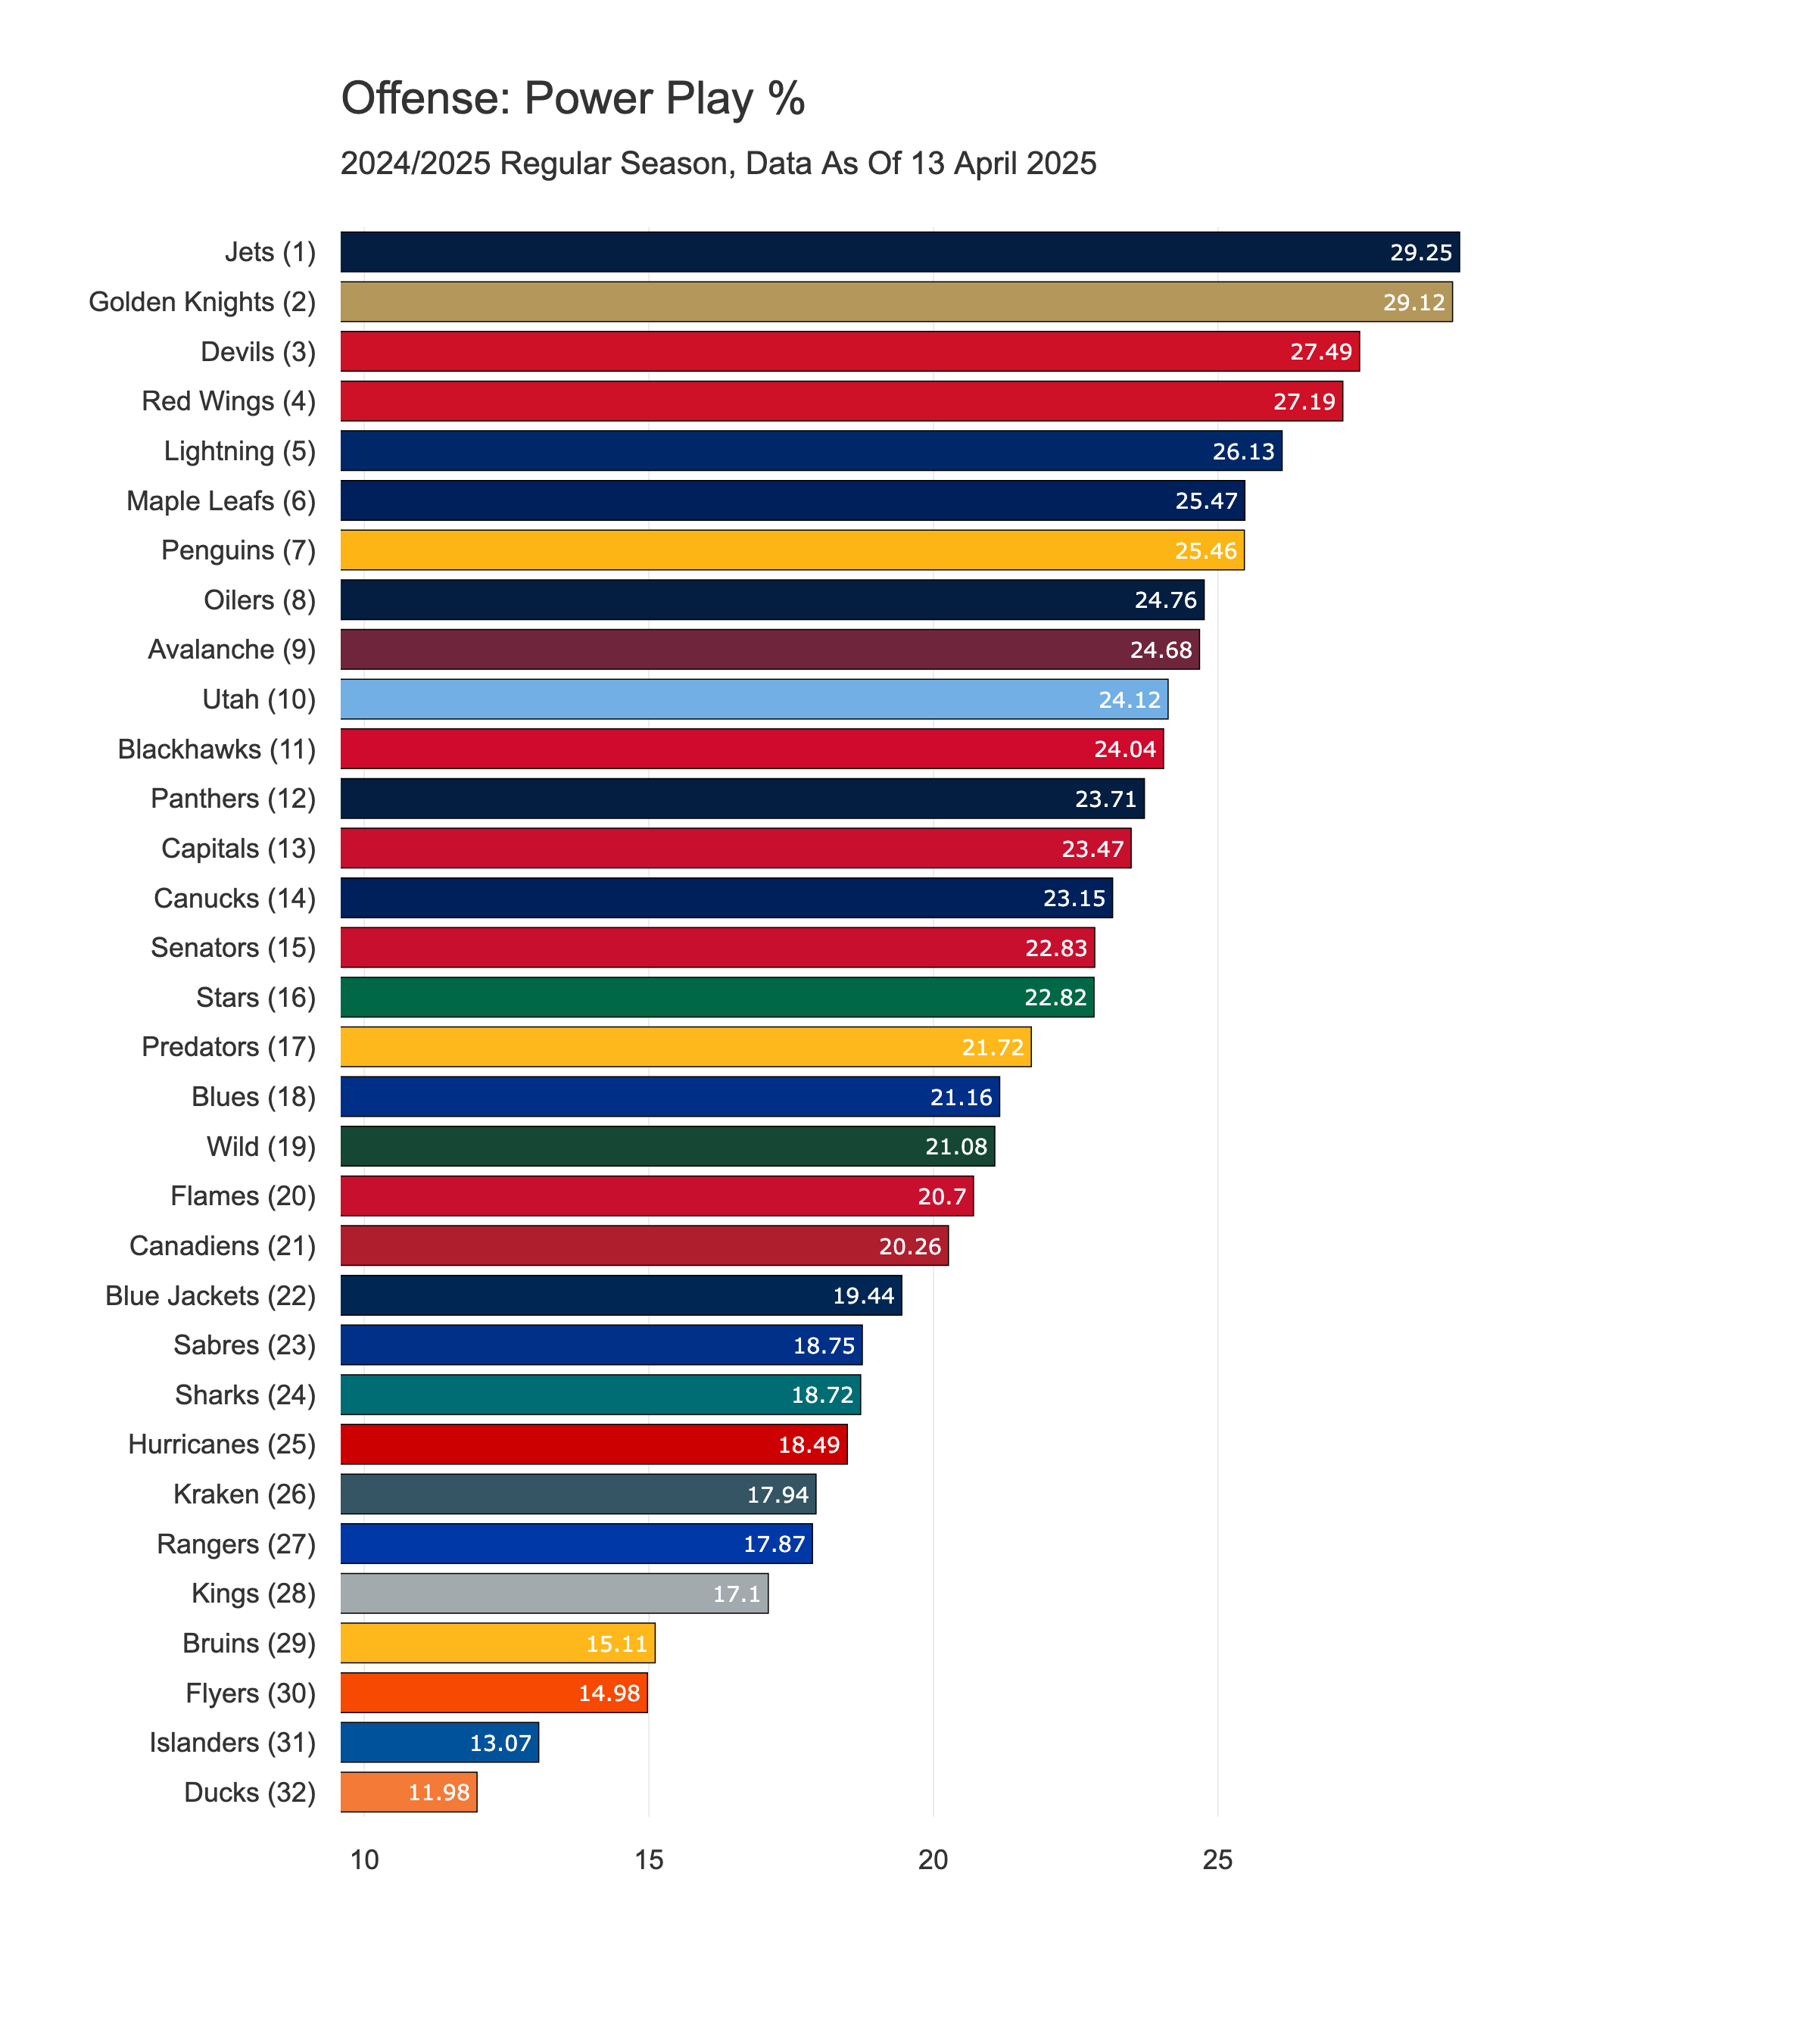 Offense: Power Play %
2024/2025 Regular Season, Data As Of 13 April 2025
Jets (1) 29.25
Golden Knights (2) 29.12
Devils (3) 27.49
Red Wings (4) 27.19
Lightning (5) 26.13
Maple Leafs (6) 25.47
Penguins (7) 25.46
Oilers (8) 24.76
Avalanche (9) 24.68
Utah (10) 24.12
Blackhawks (11) 24.04
Panthers (12) 23.71
Capitals (13) 23.47
Canucks (14) 23.15
Senators (15) 22.83
Stars (16) 22.82
Predators (17) 21.72
Blues (18) 21.16
Wild (19) 21.08
Flames (20) 20.7
Canadiens (21) 20.26
Blue Jackets (22) 19.44
Sabres (23) 18.75
Sharks (24) 18.72
Hurricanes (25) 18.49
Kraken (26) 17.94
Rangers (27) 17.87
Kings (28) 17.1
Bruins (29) 15.11
Flyers (30) 14.98
Islanders (31) 13.07
Ducks (32) 11.98
10 15 20 25